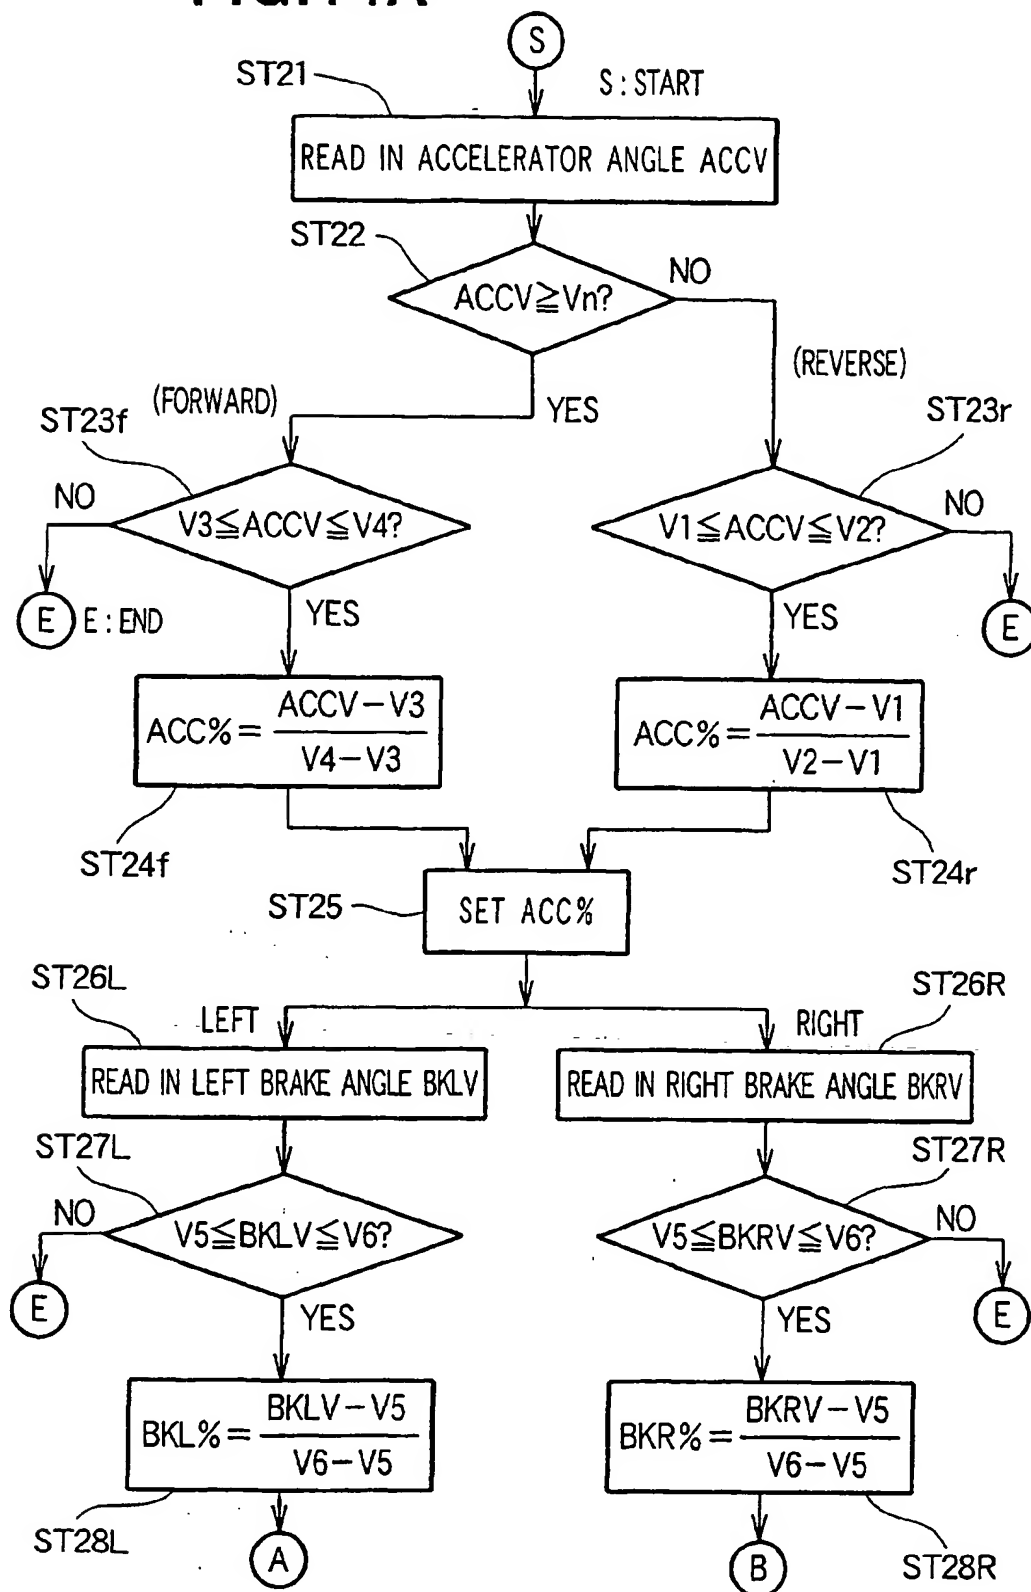 S
ST21
S : START
READ IN ACCELERATOR ANGLE ACCV
ST22
NO
ACCV≧Vn?
(REVERSE)
(FORWARD)
YES
ST23f
ST23r
NO
V3≦ACCV≦V4?
V1≦ACCV≦V2?
NO
E
E : END
YES
YES
E
ACC%= ACCV-V3
V4-V3
ACC%= ACCV-V1
V2-V1
ST24f
ST24r
ST25
SET ACC%
ST26L
ST26R
LEFT
RIGHT
READ IN LEFT BRAKE ANGLE BKLV
READ IN RIGHT BRAKE ANGLE BKRV
ST27L
ST27R
NO
V5≦BKLV≦V6?
V5≦BKRV≦V6?
NO
E
YES
YES
E
BKL%= BKLV-V5
V6-V5
BKR%= BKRV-V5
V6-V5
ST28L
A
B
ST28R